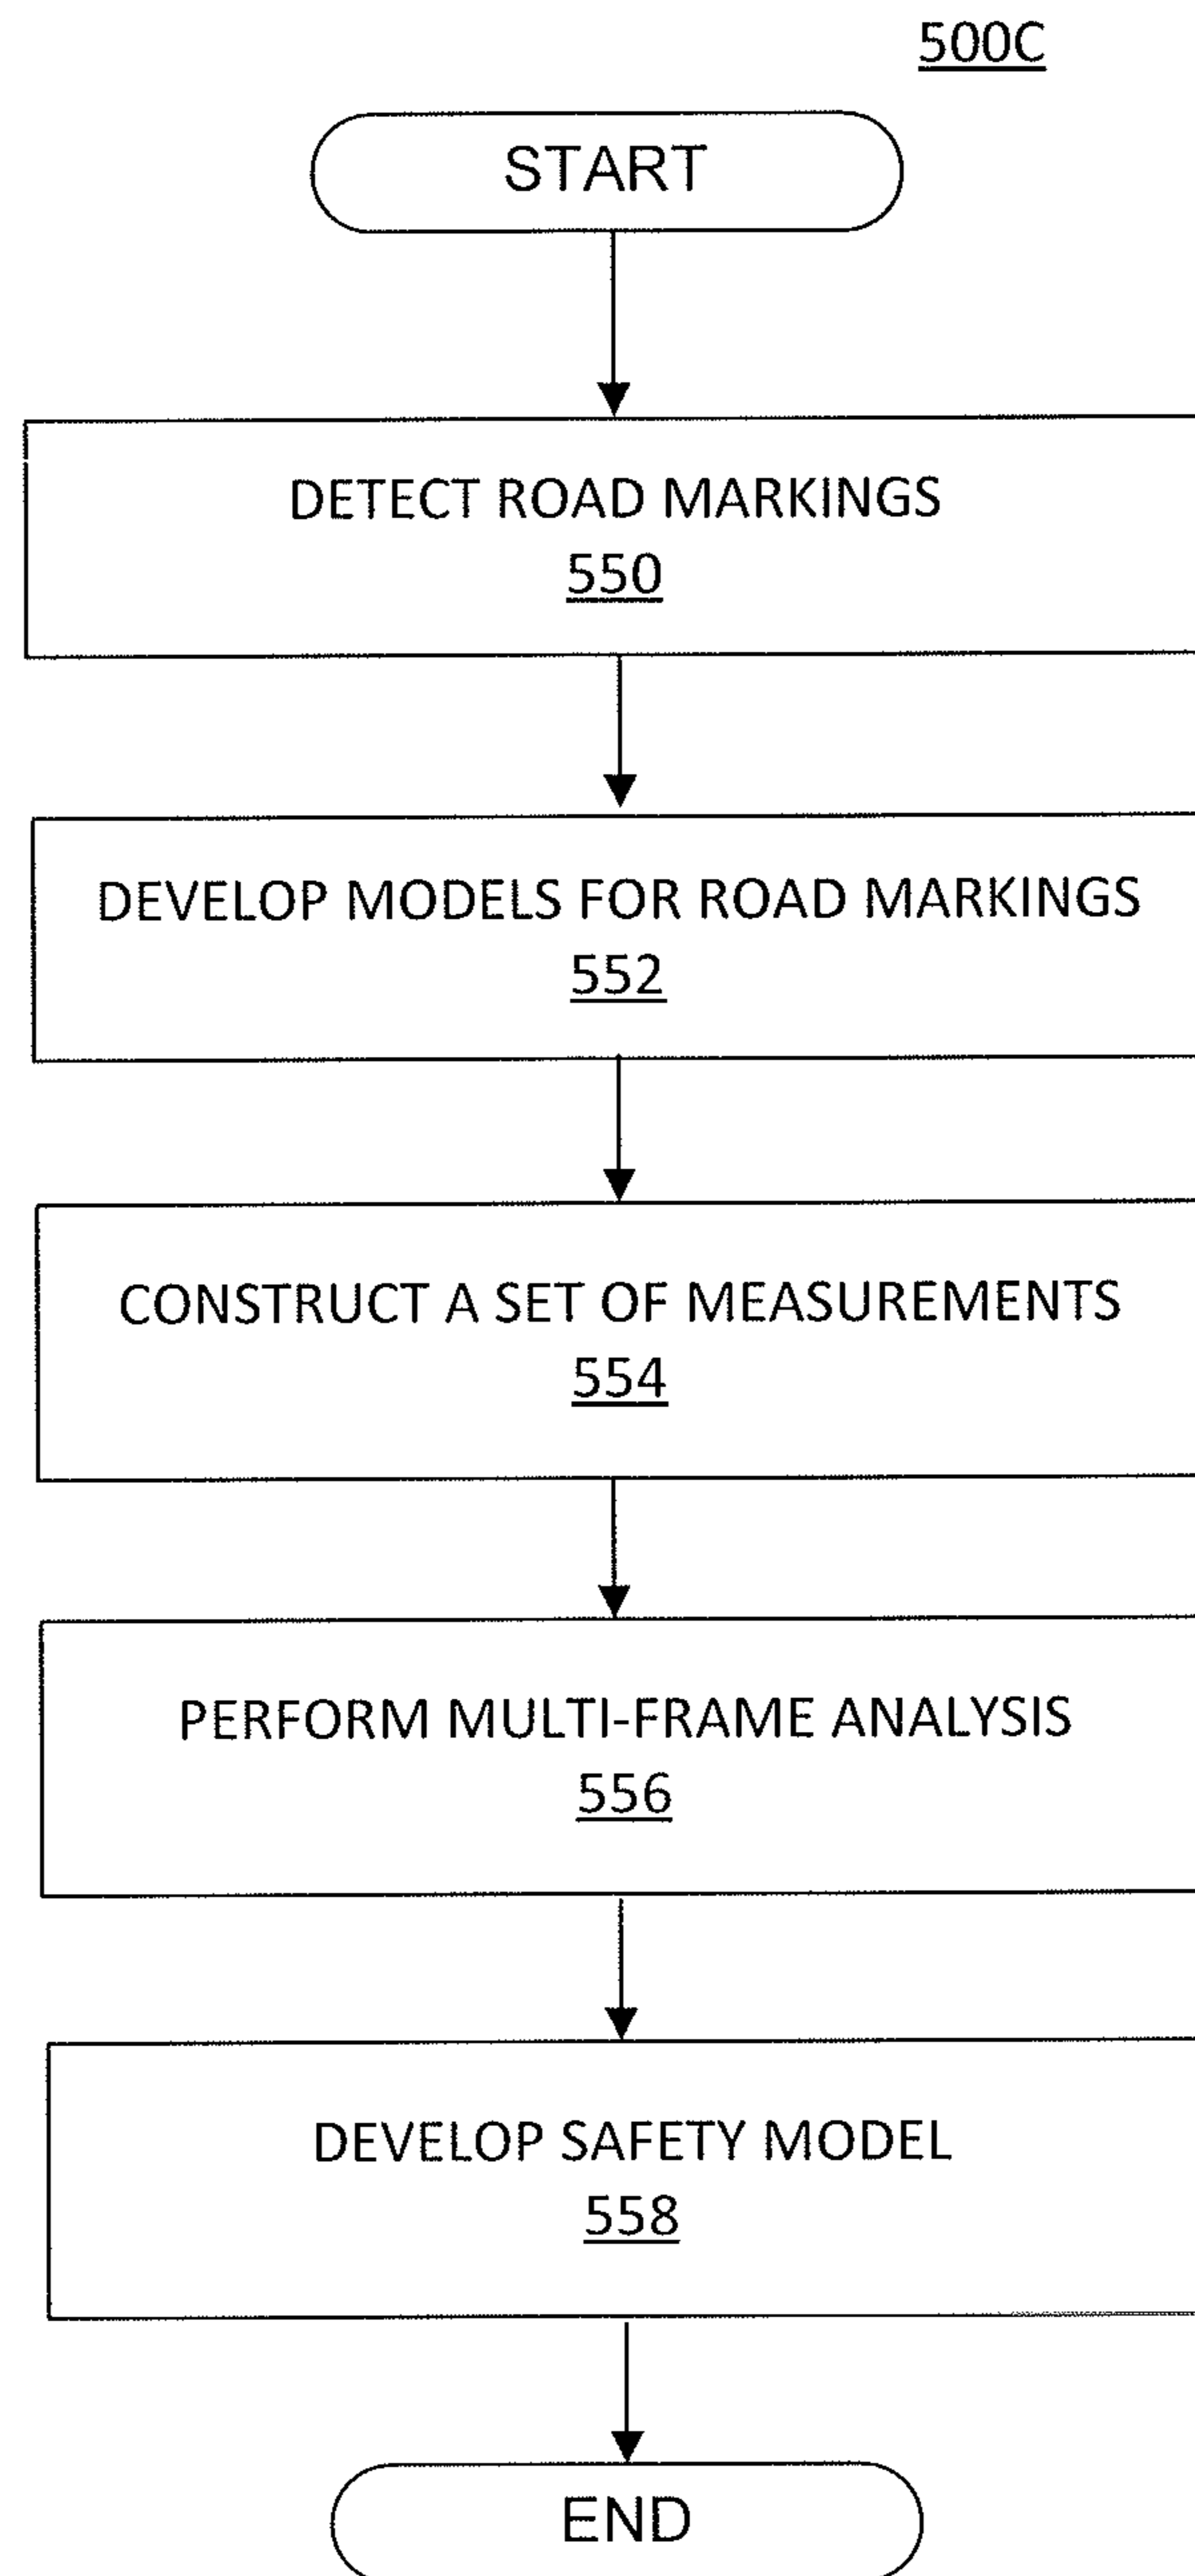 500C
START
DETECT ROAD MARKINGS
550
DEVELOP MODELS FOR ROAD MARKINGS
552
CONSTRUCT A SET OF MEASUREMENTS
554
PERFORM MULTI-FRAME ANALYSIS
556
DEVELOP SAFETY MODEL
558
END